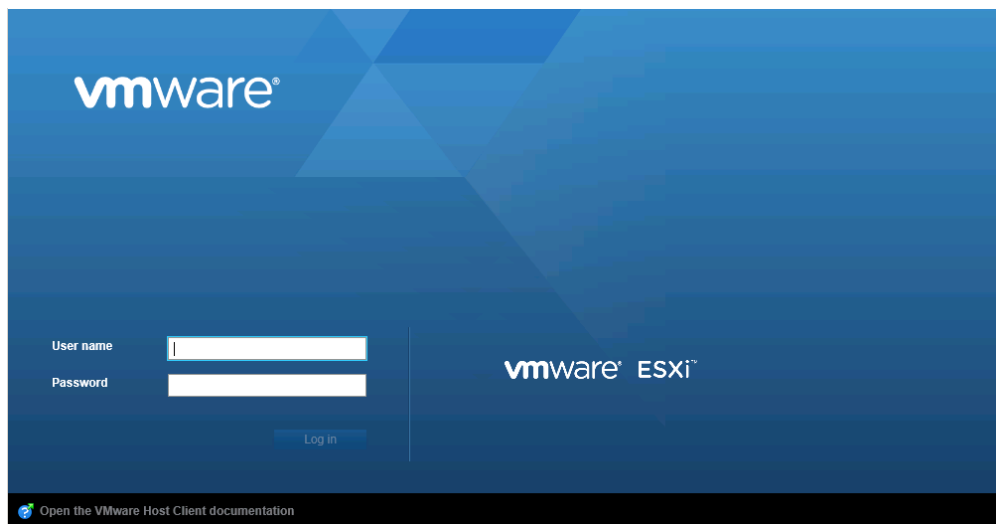 vmware®
User name
Password
Log in
vmware® ESXi™
Open the VMware Host Client documentation